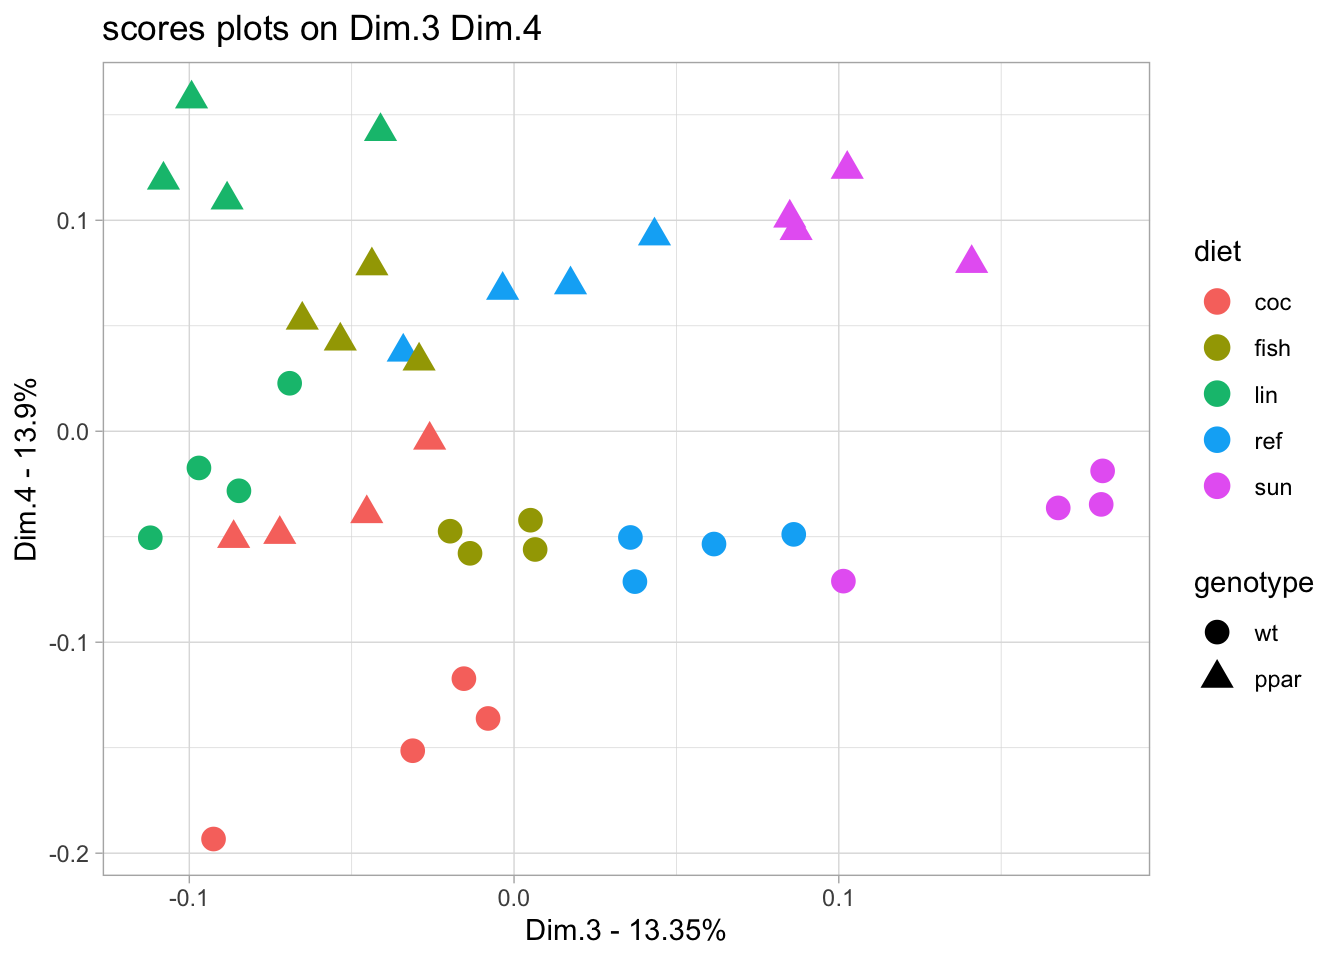 scores plots on Dim.3 Dim.4
0.1
0.0
-0.1
-0.2
Dim.4 - 13.9%
-0.1
0.0
0.1
Dim.3 - 13.35%
diet
coc
fish
lin
ref
sun
genotype
wt
ppar